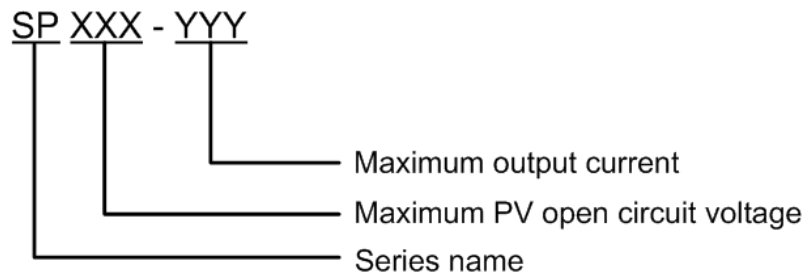 SP XXX - YYY
Maximum output current
Maximum PV open circuit voltage
Series name